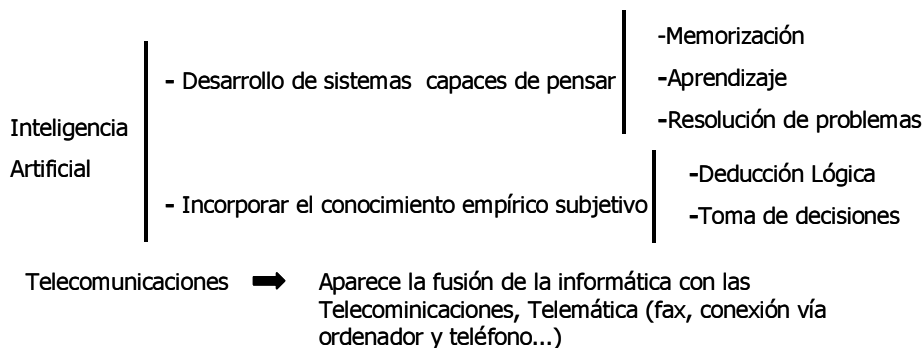 Inteligencia
Artificial
- Desarrollo de sistemas capaces de pensar
-Memorización
-Aprendizaje
-Resolución de problemas
- Incorporar el conocimiento empírico subjetivo
-Deducción Lógica
-Toma de decisiones
Telecomunicaciones ➡ Aparece la fusión de la informática con las
Telecominicaciones, Telemática (fax, conexión vía
ordenador y teléfono...)